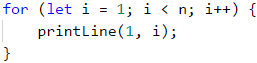 for (let i = 1; i < n; i++) {
    printLine(1, i);
}